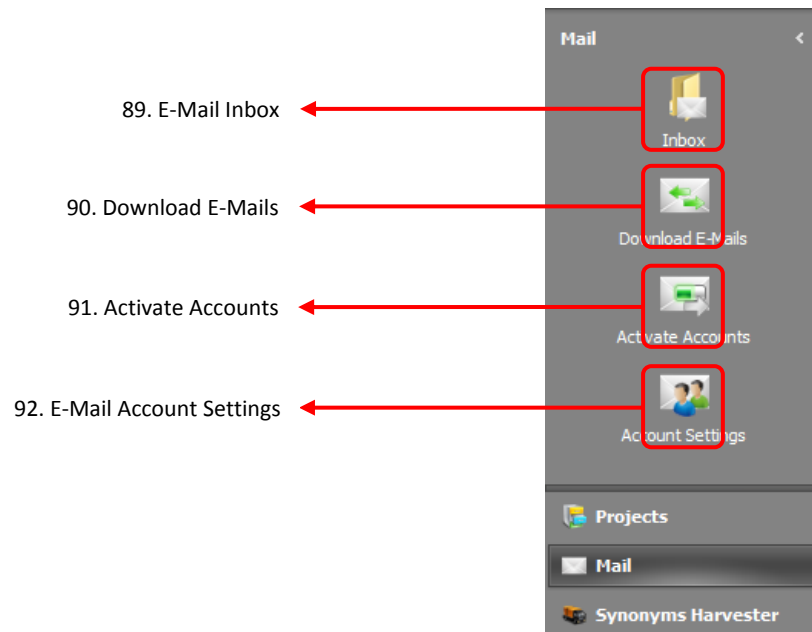 Mail
89. E-Mail Inbox
Inbox
90. Download E-Mails
Download E-Mails
91. Activate Accounts
Activate Accounts
92. E-Mail Account Settings
Account Settings
Projects
Mail
Synonyms Harvester